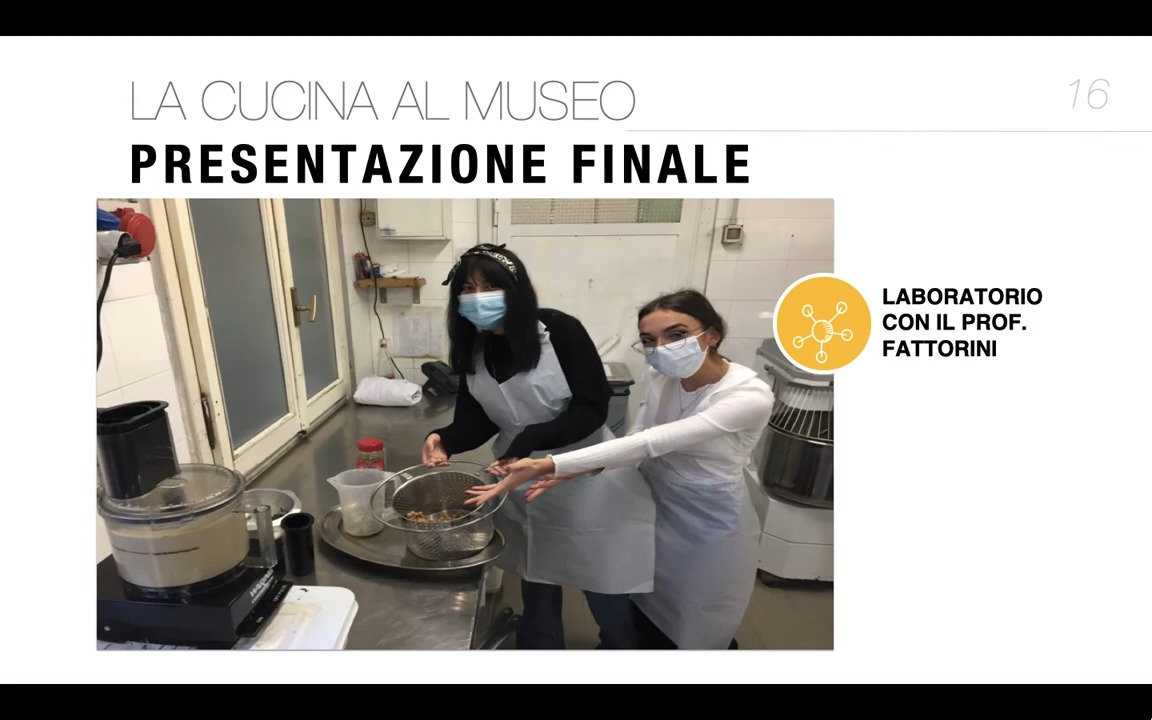 LA CUCINA AL MUSEO
16
PRESENTAZIONE FINALE
LABORATORIO
CON IL PROF.
FATTORINI